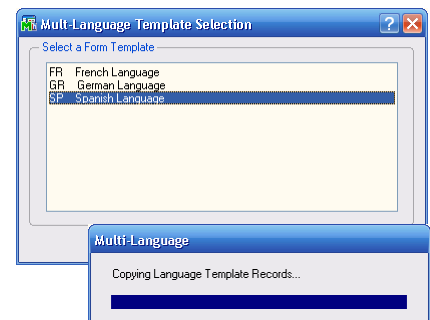 Mult-Language Template Selection
Select a Form Template
FR French Language
GR German Language
SP Spanish Language
Multi-Language
Copying Language Template Records...